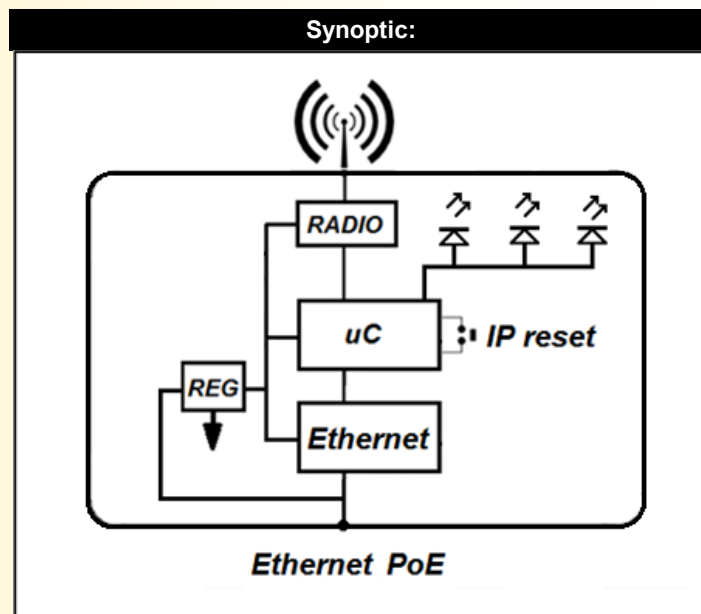 Synoptic:
RADIO
uC
IP reset
REG
Ethernet
Ethernet PoE